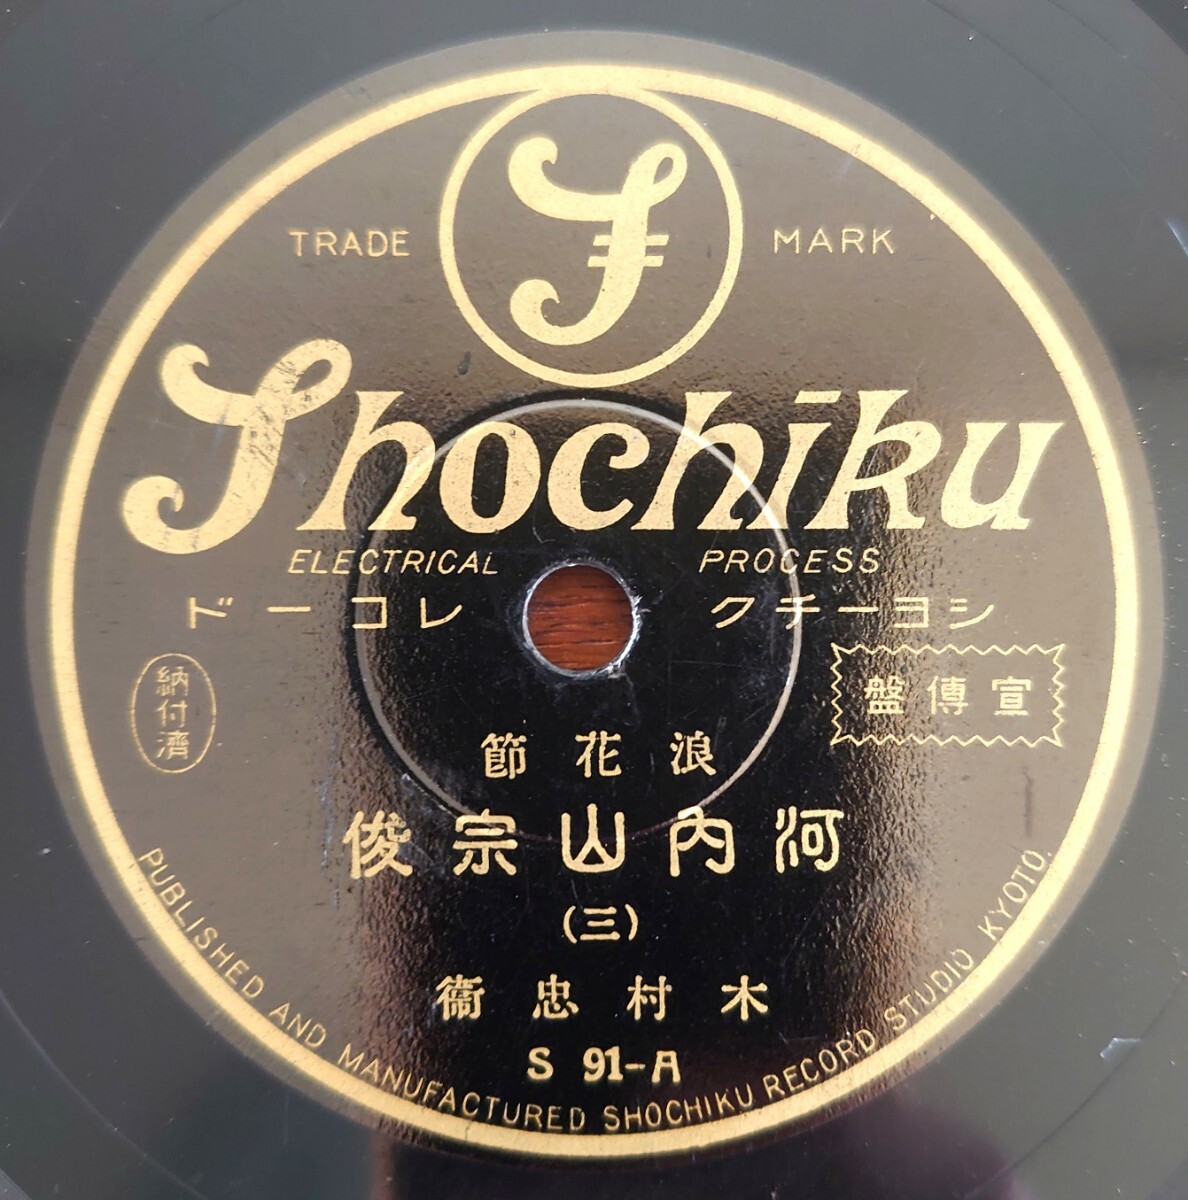 TRADE MARK
Shochiku
ELECTRICAL PROCESS
シヨーチク レコード
宣傳盤
納付濟
浪花節
河内山宗俊
(三)
木村忠衞
S 91-A
PUBLISHED AND MANUFACTURED SHOCHIKU RECORD STUDIO KYOTO.